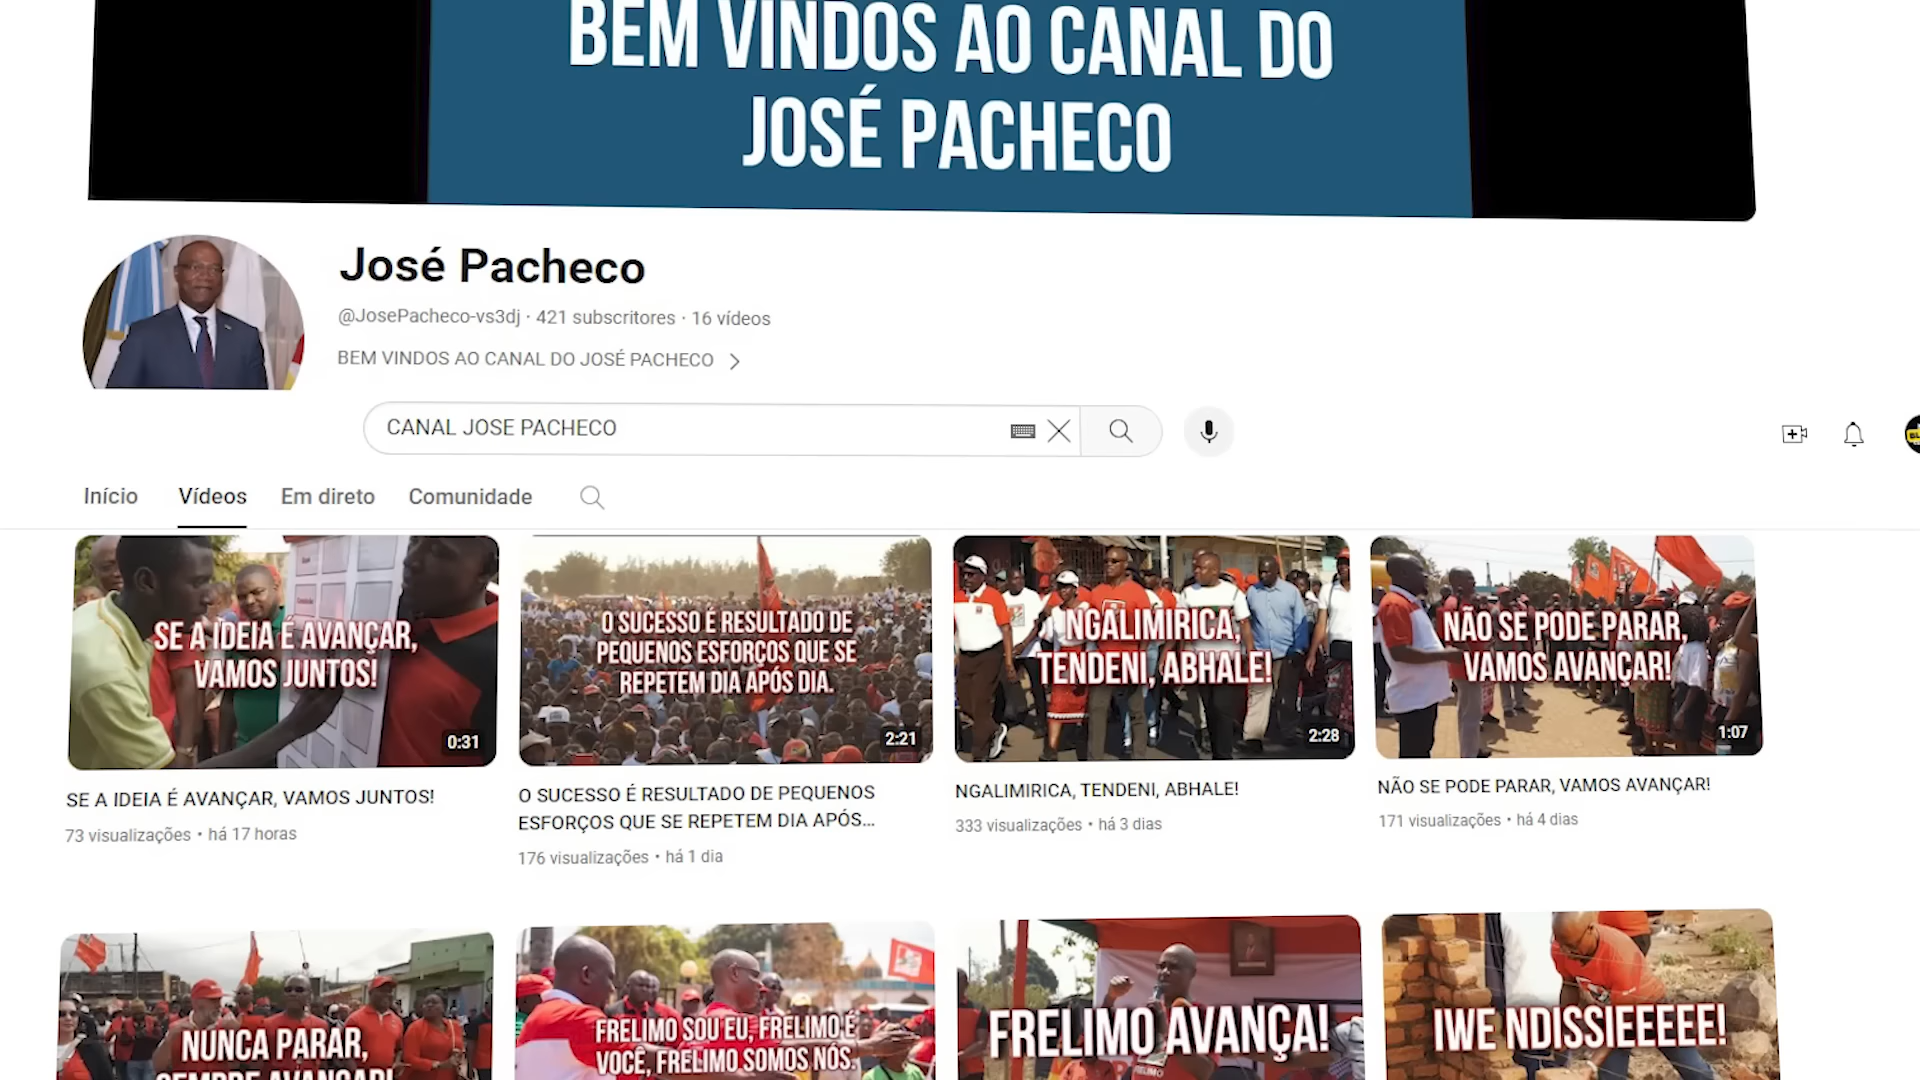 BEM VINDOS AO CANAL DO
JOSÉ PACHECO
José Pacheco
@JosePacheco-vs3dj · 421 subscritores · 16 vídeos
BEM VINDOS AO CANAL DO JOSÉ PACHECO
CANAL JOSE PACHECO
Início Vídeos Em direto Comunidade
SE A IDEIA É AVANÇAR,
VAMOS JUNTOS!
0:31
O SUCESSO É RESULTADO DE
PEQUENOS ESFORÇOS QUE SE
REPETEM DIA APÓS DIA.
2:21
NGALIMIRICA,
TENDENI, ABHALE!
2:28
NÃO SE PODE PARAR,
VAMOS AVANÇAR!
1:07
SE A IDEIA É AVANÇAR, VAMOS JUNTOS!
73 visualizações • há 17 horas
O SUCESSO É RESULTADO DE PEQUENOS
ESFORÇOS QUE SE REPETEM DIA APÓS...
176 visualizações • há 1 dia
NGALIMIRICA, TENDENI, ABHALE!
333 visualizações • há 3 dias
NÃO SE PODE PARAR, VAMOS AVANÇAR!
171 visualizações • há 4 dias
NUNCA PARAR,
SEMPRE AVANÇAR!
FRELIMO SOU EU, FRELIMO É
VOCÊ, FRELIMO SOMOS NÓS.
FRELIMO AVANÇA!
FRELIMO
IWE NDISSIEEEEE!